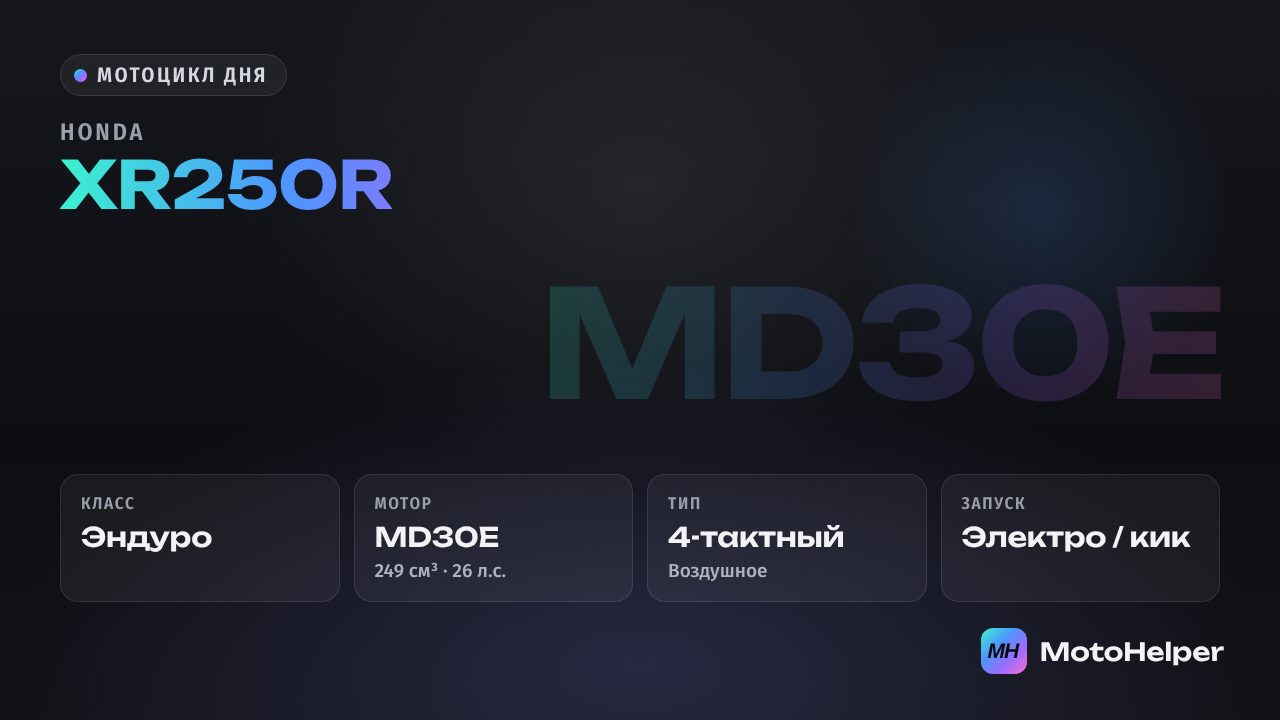 МОТОЦИКЛ ДНЯ
HONDA
XR250R
MD30E
КЛАСС
Эндуро
МОТОР
MD30E
249 см³ · 26 л.с.
ТИП
4-тактный
Воздушное
ЗАПУСК
Электро / кик
MH MotoHelper